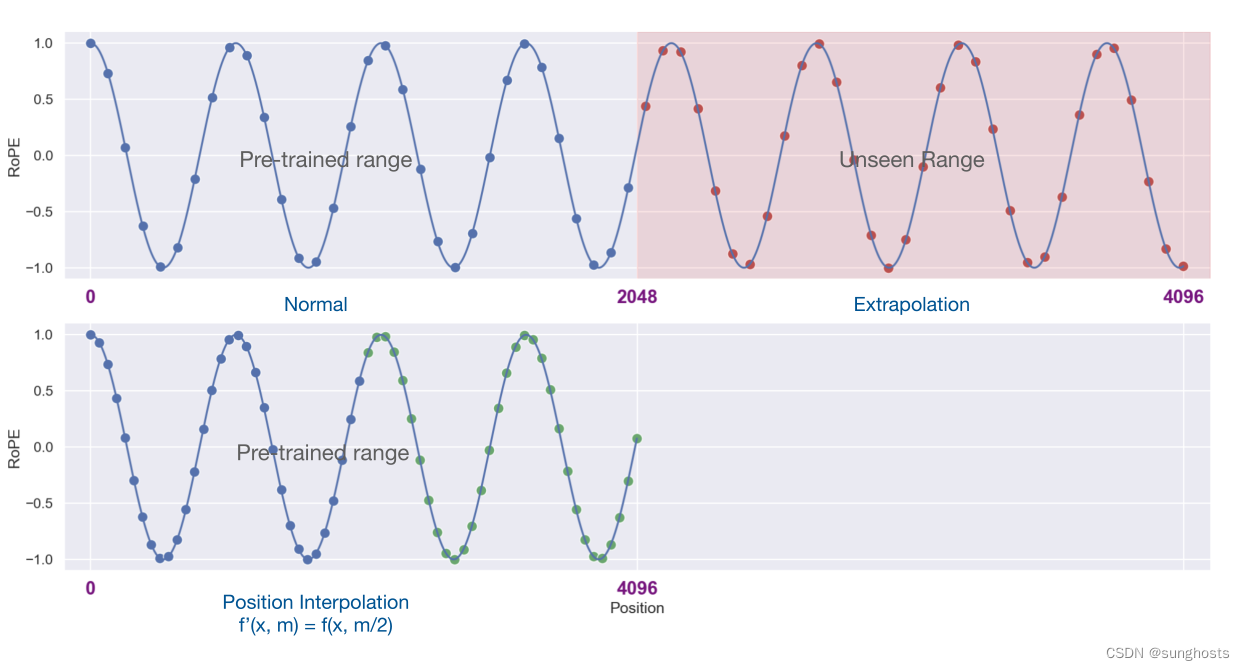 1.0
0.5
0.0
−0.5
−1.0
RoPE
Pre-trained range
Unseen Range
0
2048
4096
Normal
Extrapolation
1.0
0.5
0.0
−0.5
−1.0
RoPE
Pre-trained range
0
4096
Position
Position Interpolation
f’(x, m) = f(x, m/2)
CSDN @sunghosts